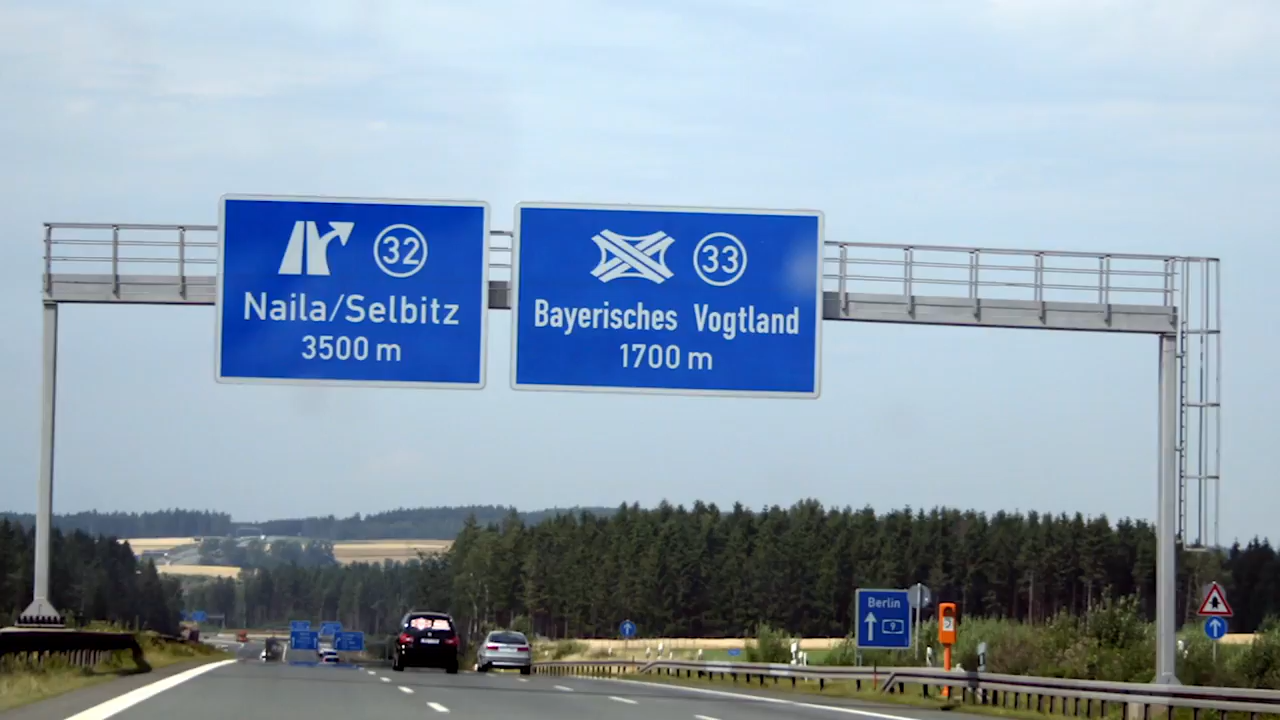 32
Naila/Selbitz
3500 m
33
Bayerisches Vogtland
1700 m
Berlin
9